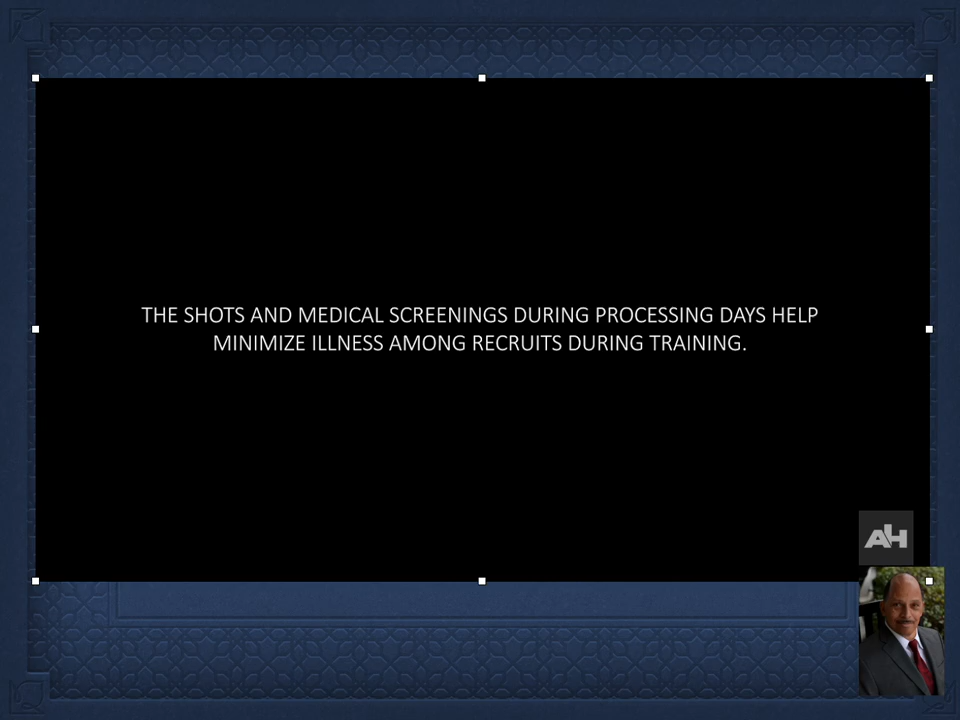 THE SHOTS AND MEDICAL SCREENINGS DURING PROCESSING DAYS HELP
MINIMIZE ILLNESS AMONG RECRUITS DURING TRAINING.
AH